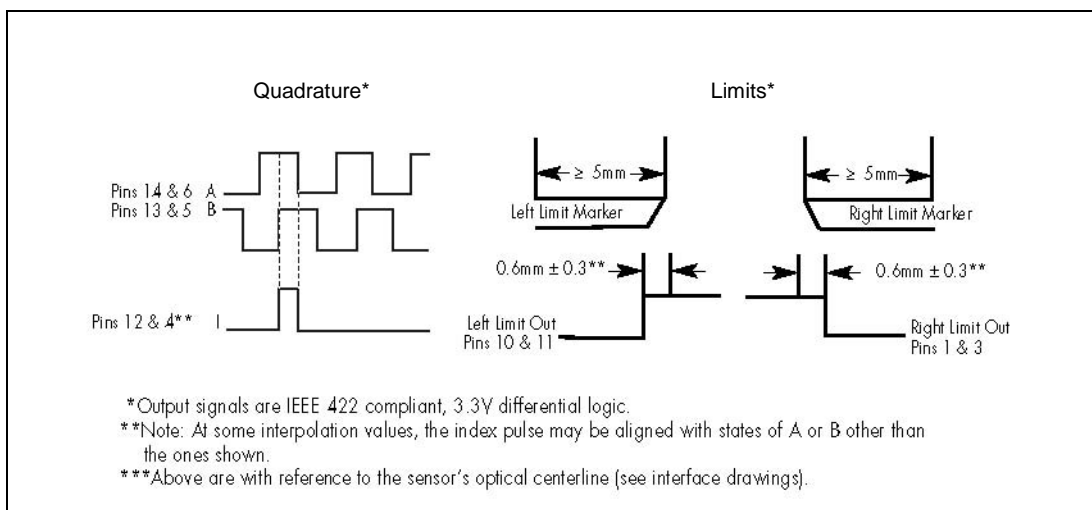 Quadrature*
Limits*
Pins 14 & 6 A
Pins 13 & 5 B
Pins 12 & 4** I
≥ 5mm
≥ 5mm
Left Limit Marker
Right Limit Marker
0.6mm ± 0.3**
0.6mm ± 0.3**
Left Limit Out
Pins 10 & 11
Right Limit Out
Pins 1 & 3
*Output signals are IEEE 422 compliant, 3.3V differential logic.
**Note: At some interpolation values, the index pulse may be aligned with states of A or B other than
the ones shown.
***Above are with reference to the sensor's optical centerline (see interface drawings).